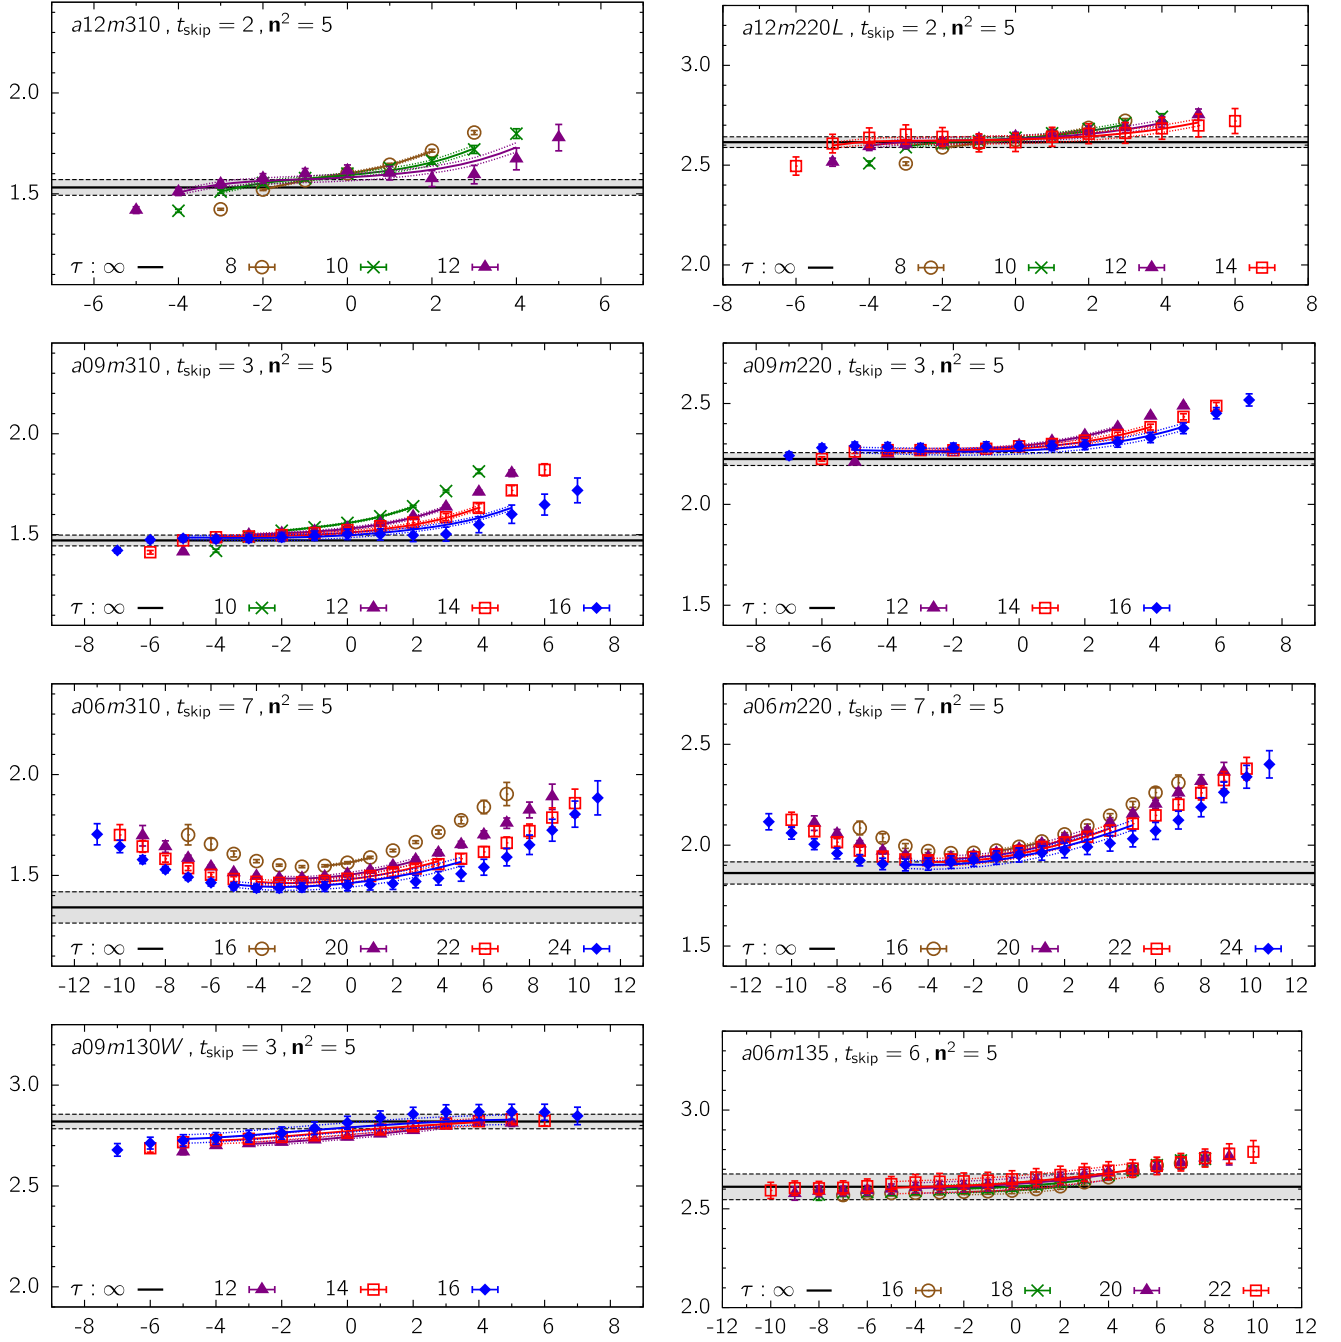 a12m310 , t_skip = 2 , n² = 5
2.0
1.5
τ : ∞ 8 10 12
-6 -4 -2 0 2 4 6
a12m220L , t_skip = 2 , n² = 5
3.0
2.5
2.0
τ : ∞ 8 10 12 14
-8 -6 -4 -2 0 2 4 6 8
a09m310 , t_skip = 3 , n² = 5
2.0
1.5
τ : ∞ 10 12 14 16
-8 -6 -4 -2 0 2 4 6 8
a09m220 , t_skip = 3 , n² = 5
2.5
2.0
1.5
τ : ∞ 12 14 16
-8 -6 -4 -2 0 2 4 6 8
a06m310 , t_skip = 7 , n² = 5
2.0
1.5
τ : ∞ 16 20 22 24
-12 -10 -8 -6 -4 -2 0 2 4 6 8 10 12
a06m220 , t_skip = 7 , n² = 5
2.5
2.0
1.5
τ : ∞ 16 20 22 24
-12 -10 -8 -6 -4 -2 0 2 4 6 8 10 12
a09m130W , t_skip = 3 , n² = 5
3.0
2.5
2.0
τ : ∞ 12 14 16
-8 -6 -4 -2 0 2 4 6 8
a06m135 , t_skip = 6 , n² = 5
3.0
2.5
2.0
τ : ∞ 16 18 20 22
-12 -10 -8 -6 -4 -2 0 2 4 6 8 10 12